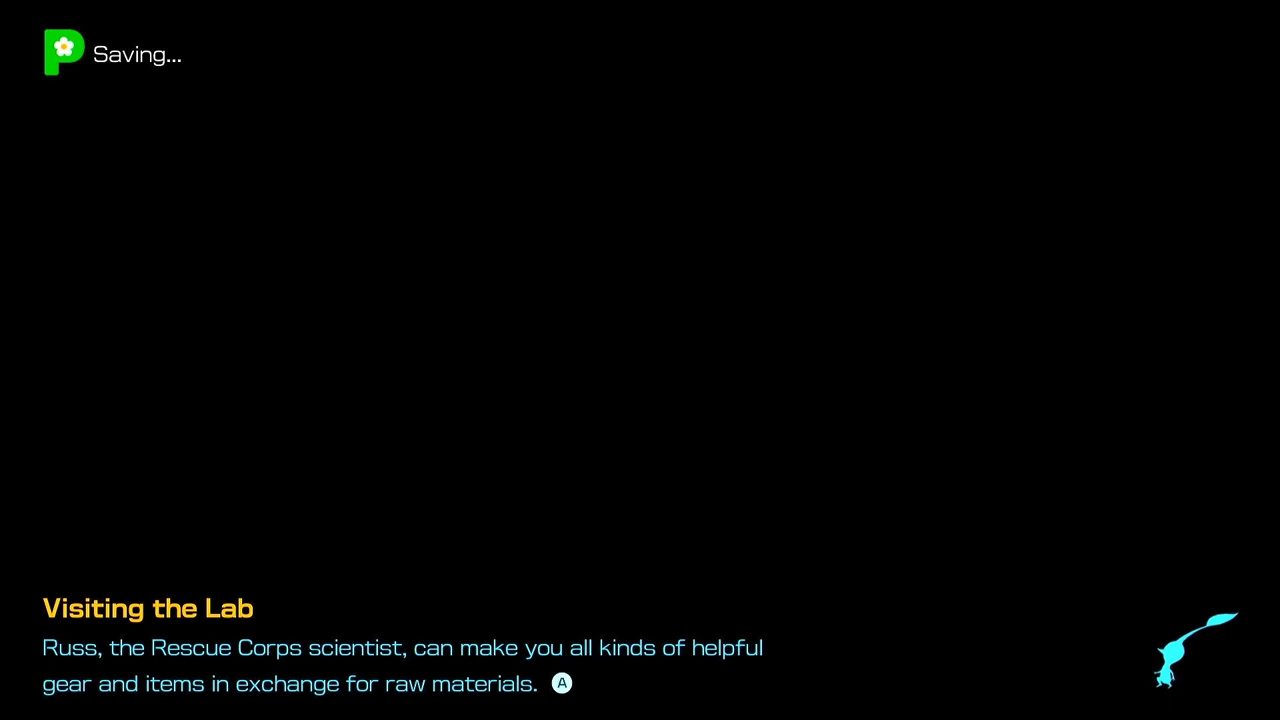 P Saving...
Visiting the Lab
Russ, the Rescue Corps scientist, can make you all kinds of helpful
gear and items in exchange for raw materials. A